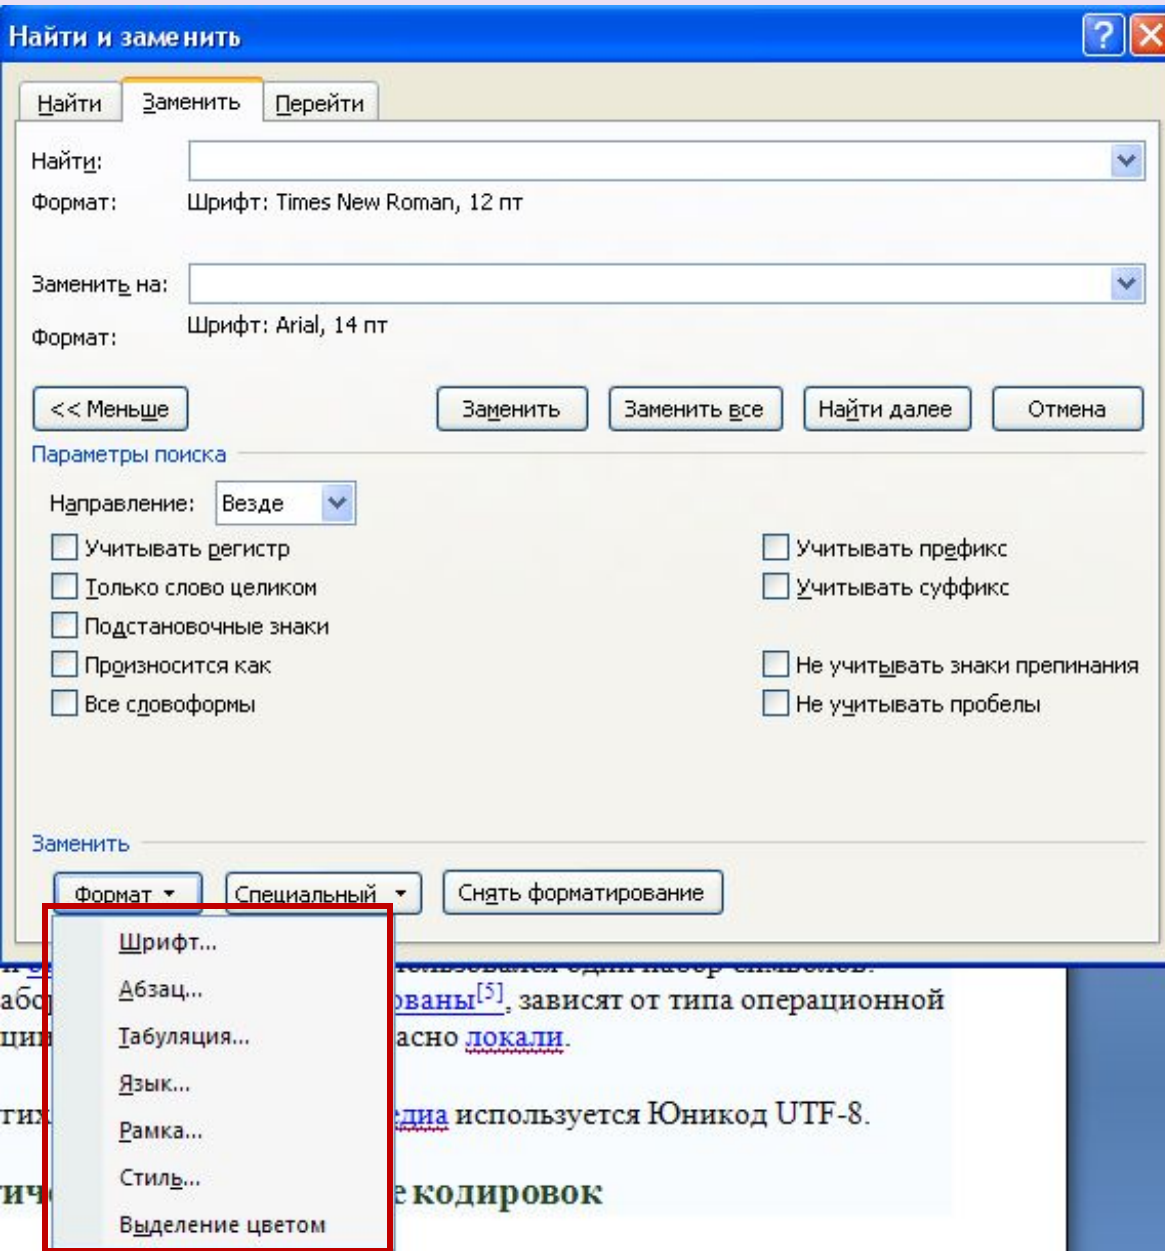 Найти и заменить
Найти Заменить Перейти
Найти:
Формат: Шрифт: Times New Roman, 12 пт
Заменить на:
Формат: Шрифт: Arial, 14 пт
<< Меньше Заменить Заменить все Найти далее Отмена
Параметры поиска
Направление: Везде
Учитывать регистр Учитывать префикс
Только слово целиком Учитывать суффикс
Подстановочные знаки
Произносится как Не учитывать знаки препинания
Все словоформы Не учитывать пробелы
Заменить
Формат Специальный Снять форматирование
Шрифт...
Абзац...
Табуляция...
Язык...
Рамка...
Стиль...
Выделение цветом
один набор символов.
ованы[5], зависят от типа операционной
асно локали.
едиа используется Юникод UTF-8.
е кодировок